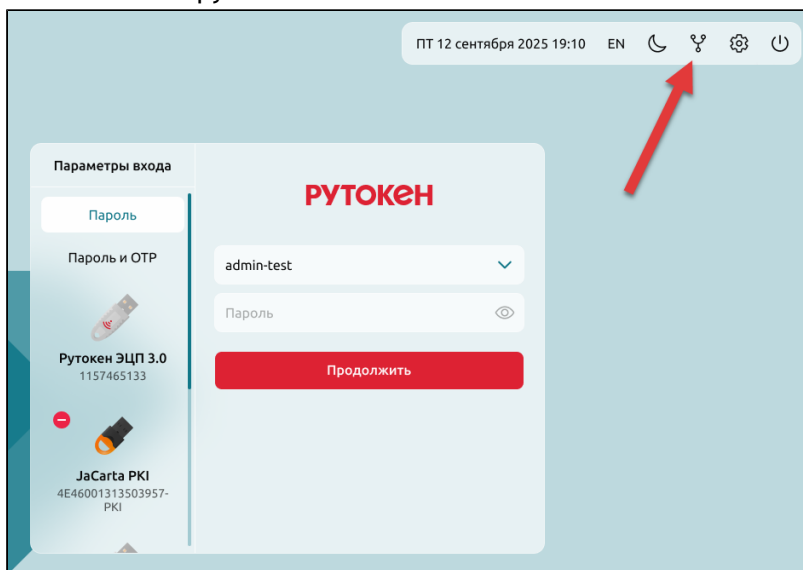 ПТ 12 сентября 2025 19:10 EN
Параметры входа
РУТОКЕН
Пароль
Пароль и OTP
admin-test
Пароль
Рутокен ЭЦП 3.0
1157465133
Продолжить
JaCarta PKI
4E46001313503957-
PKI